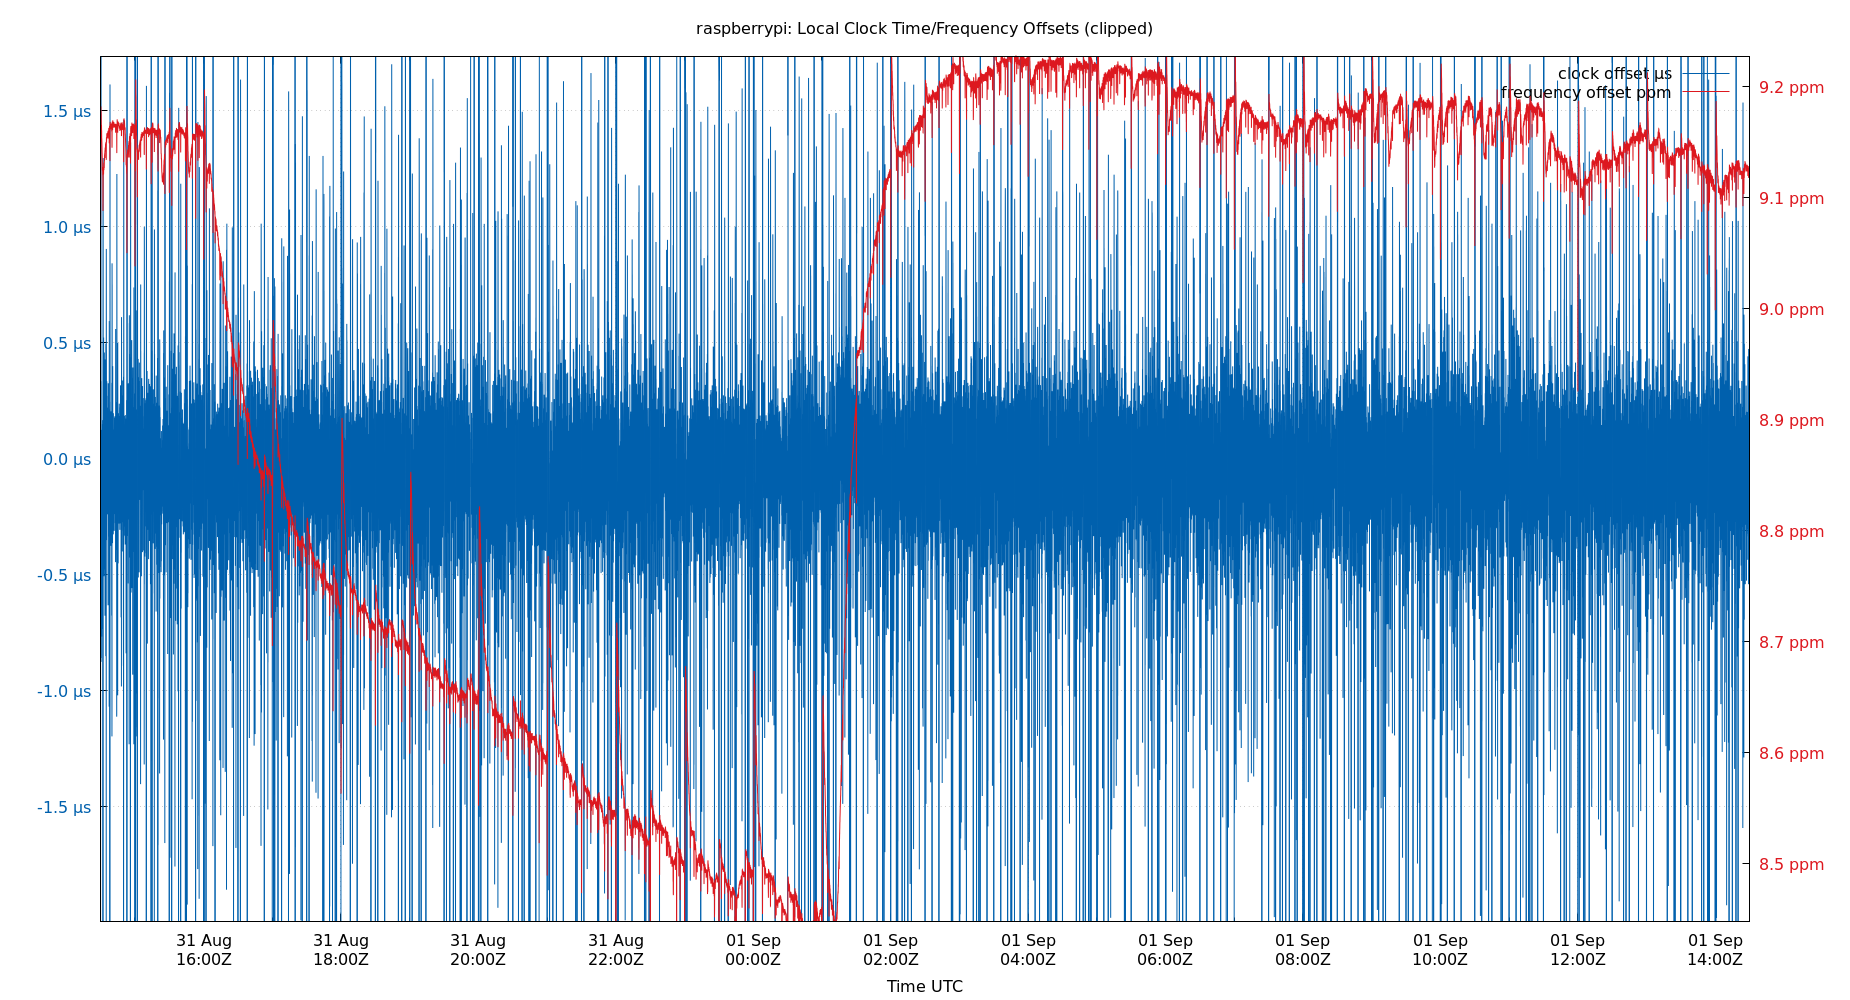 raspberrypi: Local Clock Time/Frequency Offsets (clipped)
clock offset µs
frequency offset ppm
1.5 µs
1.0 µs
0.5 µs
0.0 µs
-0.5 µs
-1.0 µs
-1.5 µs
9.2 ppm
9.1 ppm
9.0 ppm
8.9 ppm
8.8 ppm
8.7 ppm
8.6 ppm
8.5 ppm
31 Aug 31 Aug 31 Aug 31 Aug 01 Sep 01 Sep 01 Sep 01 Sep 01 Sep 01 Sep 01 Sep 01 Sep
16:00Z 18:00Z 20:00Z 22:00Z 00:00Z 02:00Z 04:00Z 06:00Z 08:00Z 10:00Z 12:00Z 14:00Z
Time UTC